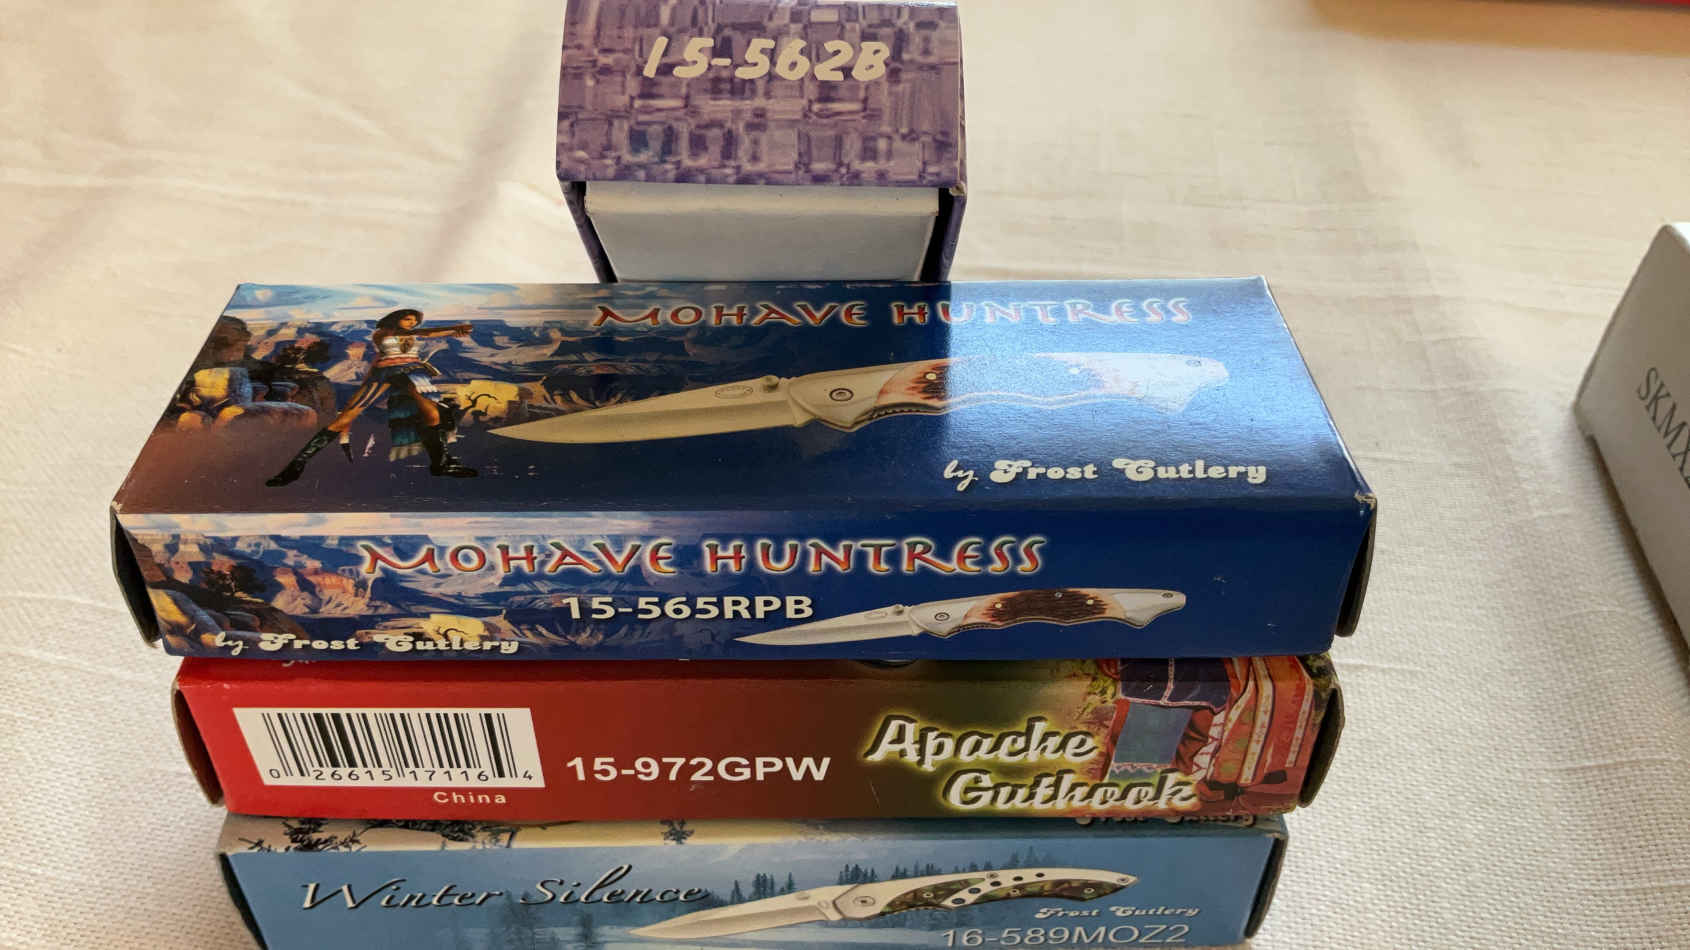 15-562B
MOHAVE HUNTRESS
by Frost Cutlery
MOHAVE HUNTRESS
15-565RPB
by Frost Cutlery
0 26615 17116 4
China
15-972GPW
Apache
Guthook
Winter Silence
Frost Cutlery
16-589MOZ2